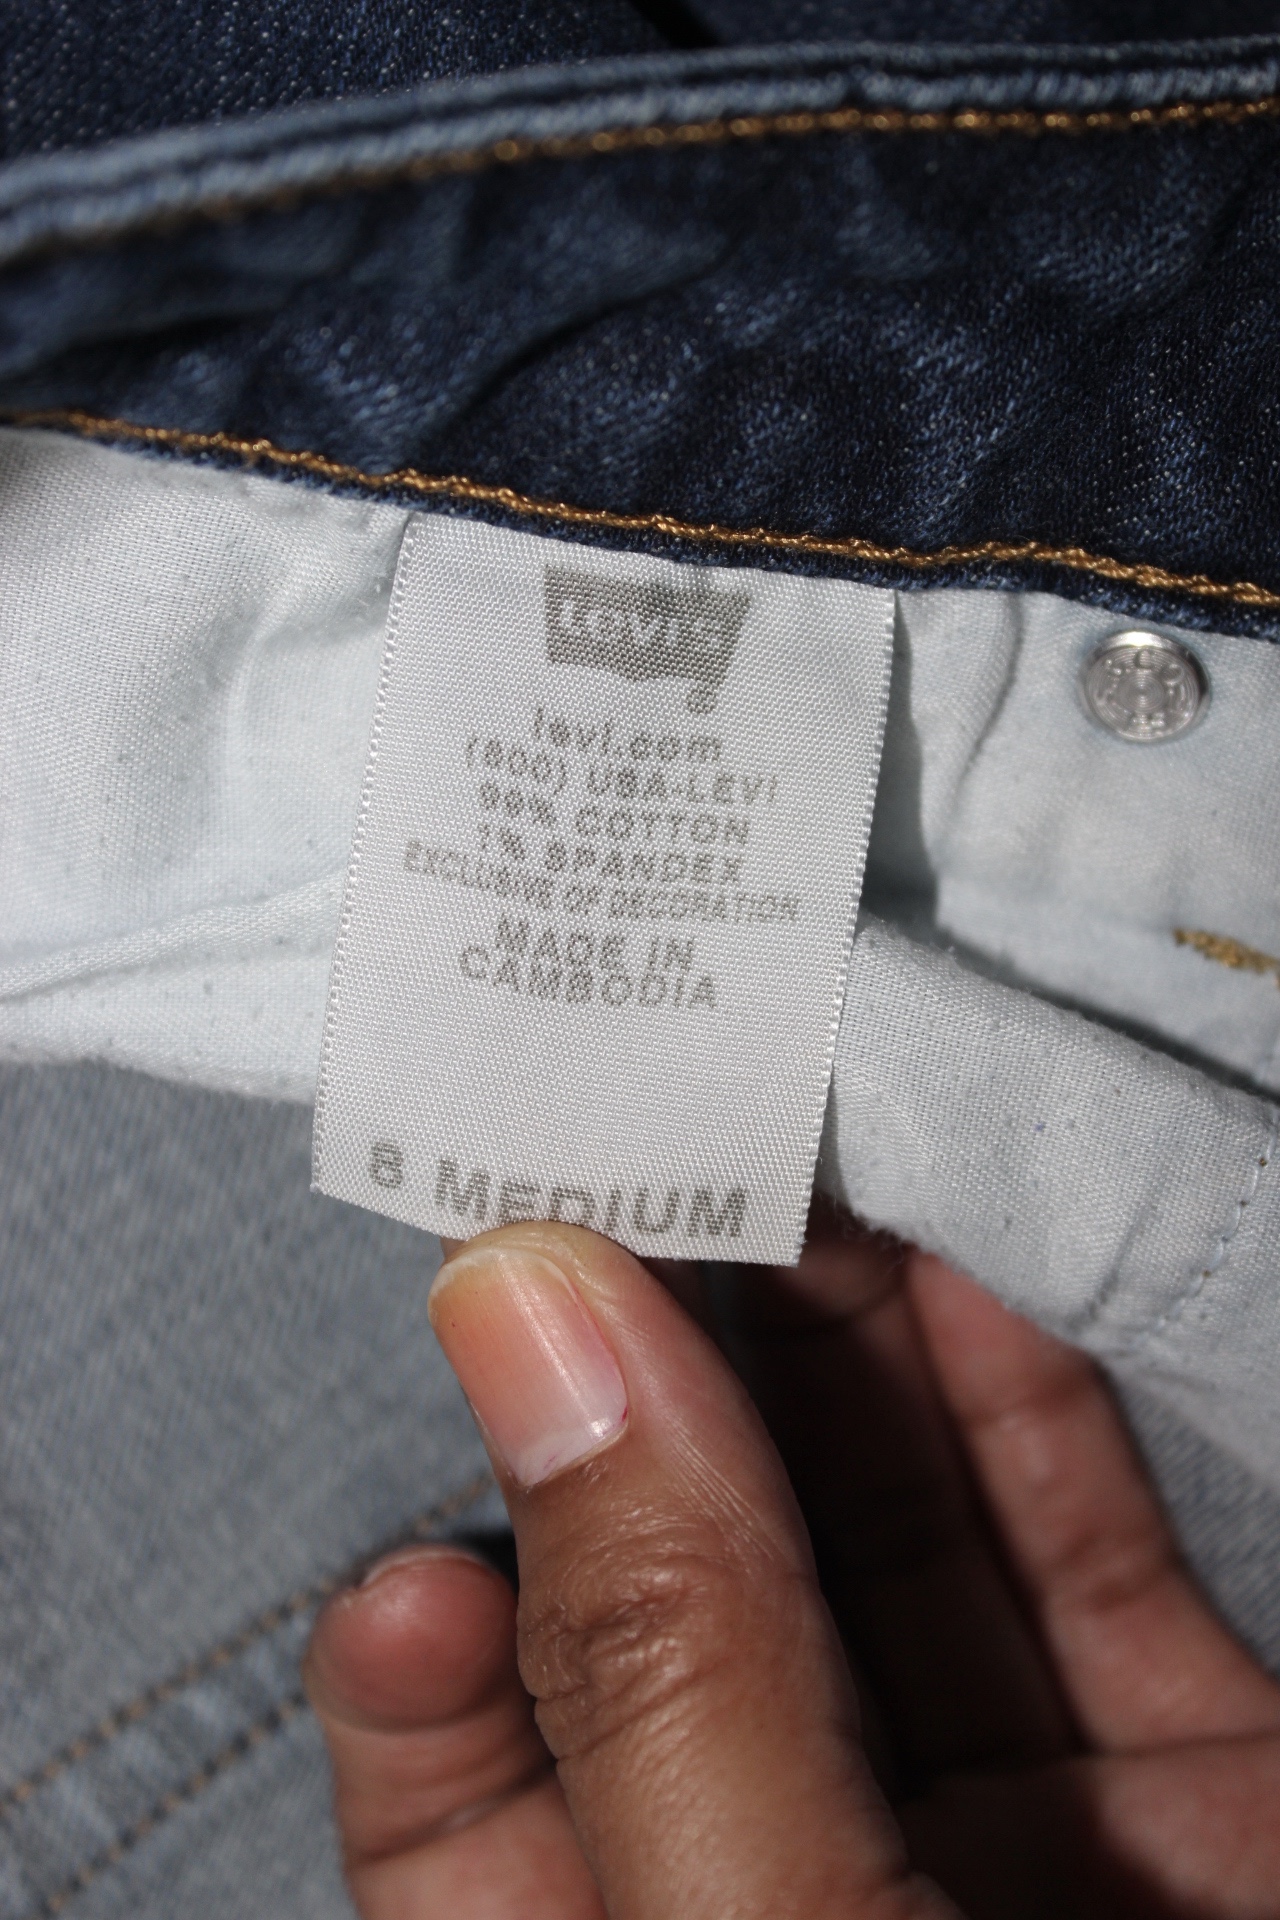 Levi's
levi.com
(800) USA-LEVI
99% COTTON
1% SPANDEX
EXCLUSIVE OF DECORATION
MADE IN
CAMBODIA
8 MEDIUM